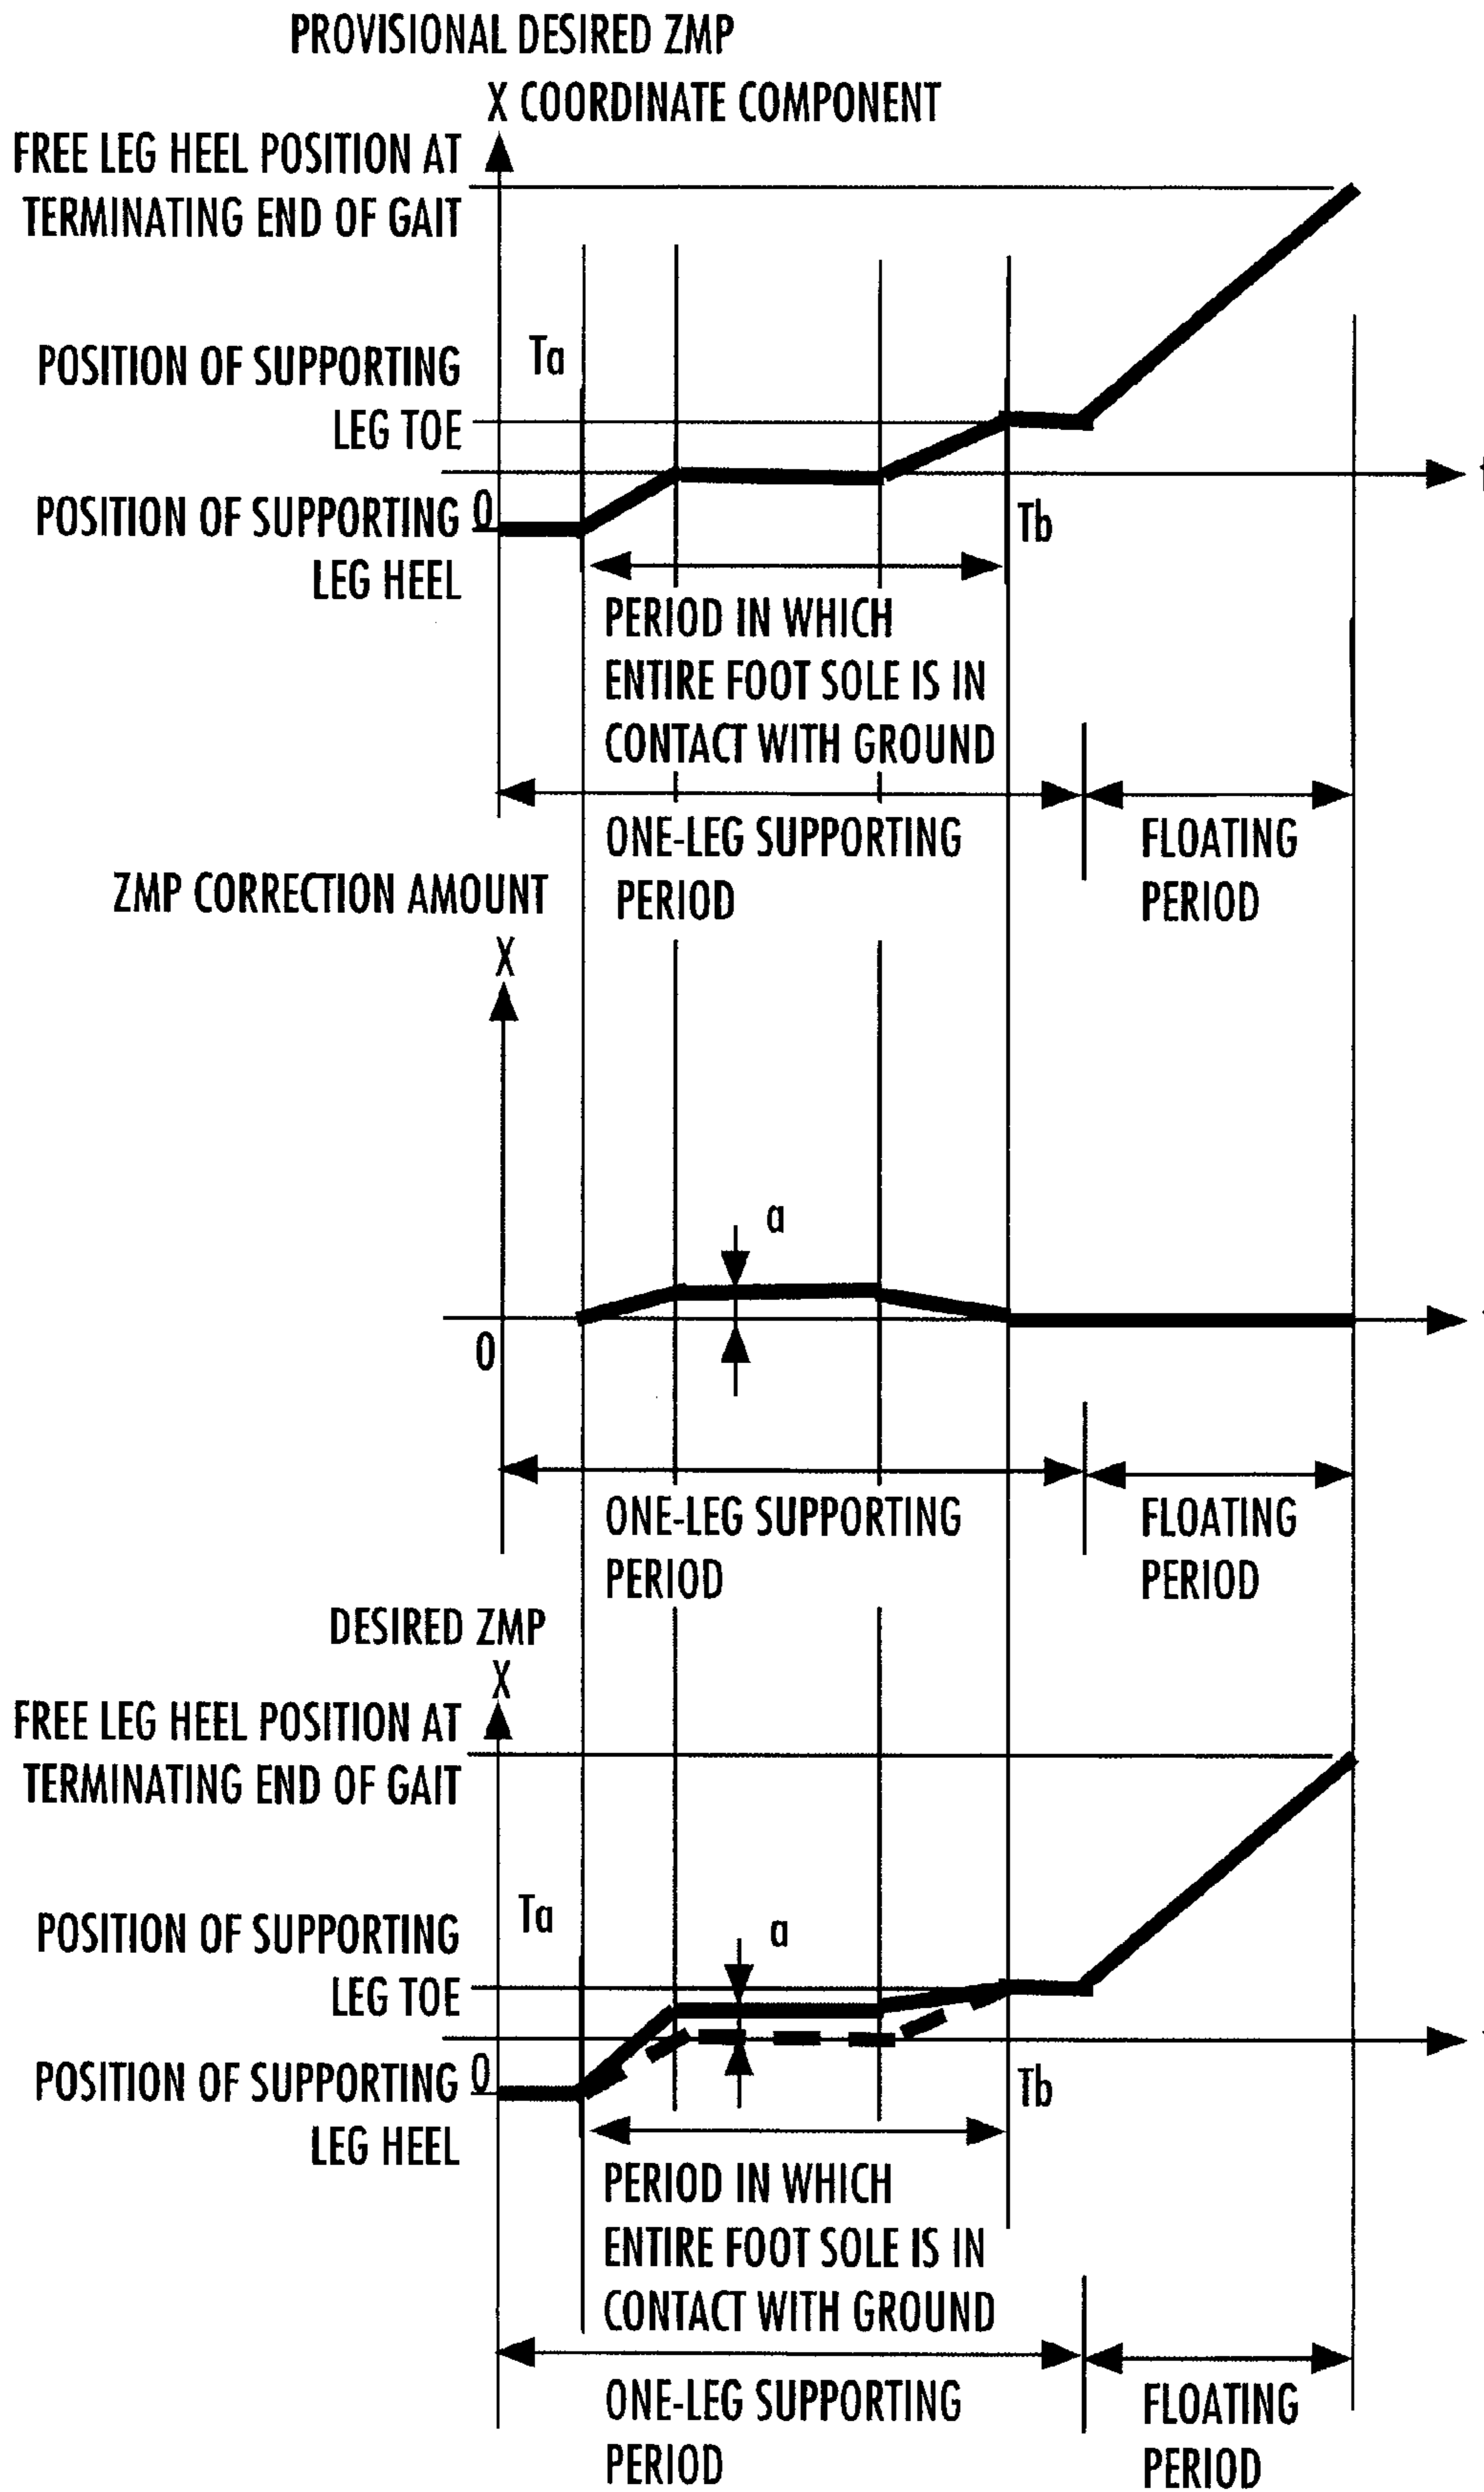 PROVISIONAL DESIRED ZMP
X COORDINATE COMPONENT
FREE LEG HEEL POSITION AT
TERMINATING END OF GAIT
POSITION OF SUPPORTING
LEG TOE
Ta
POSITION OF SUPPORTING
LEG HEEL
0
Tb
PERIOD IN WHICH
ENTIRE FOOT SOLE IS IN
CONTACT WITH GROUND
ONE-LEG SUPPORTING
PERIOD
FLOATING
PERIOD
ZMP CORRECTION AMOUNT
X
a
0
ONE-LEG SUPPORTING
PERIOD
FLOATING
PERIOD
DESIRED ZMP
X
FREE LEG HEEL POSITION AT
TERMINATING END OF GAIT
POSITION OF SUPPORTING
LEG TOE
Ta
a
POSITION OF SUPPORTING
LEG HEEL
0
Tb
PERIOD IN WHICH
ENTIRE FOOT SOLE IS IN
CONTACT WITH GROUND
ONE-LEG SUPPORTING
PERIOD
FLOATING
PERIOD